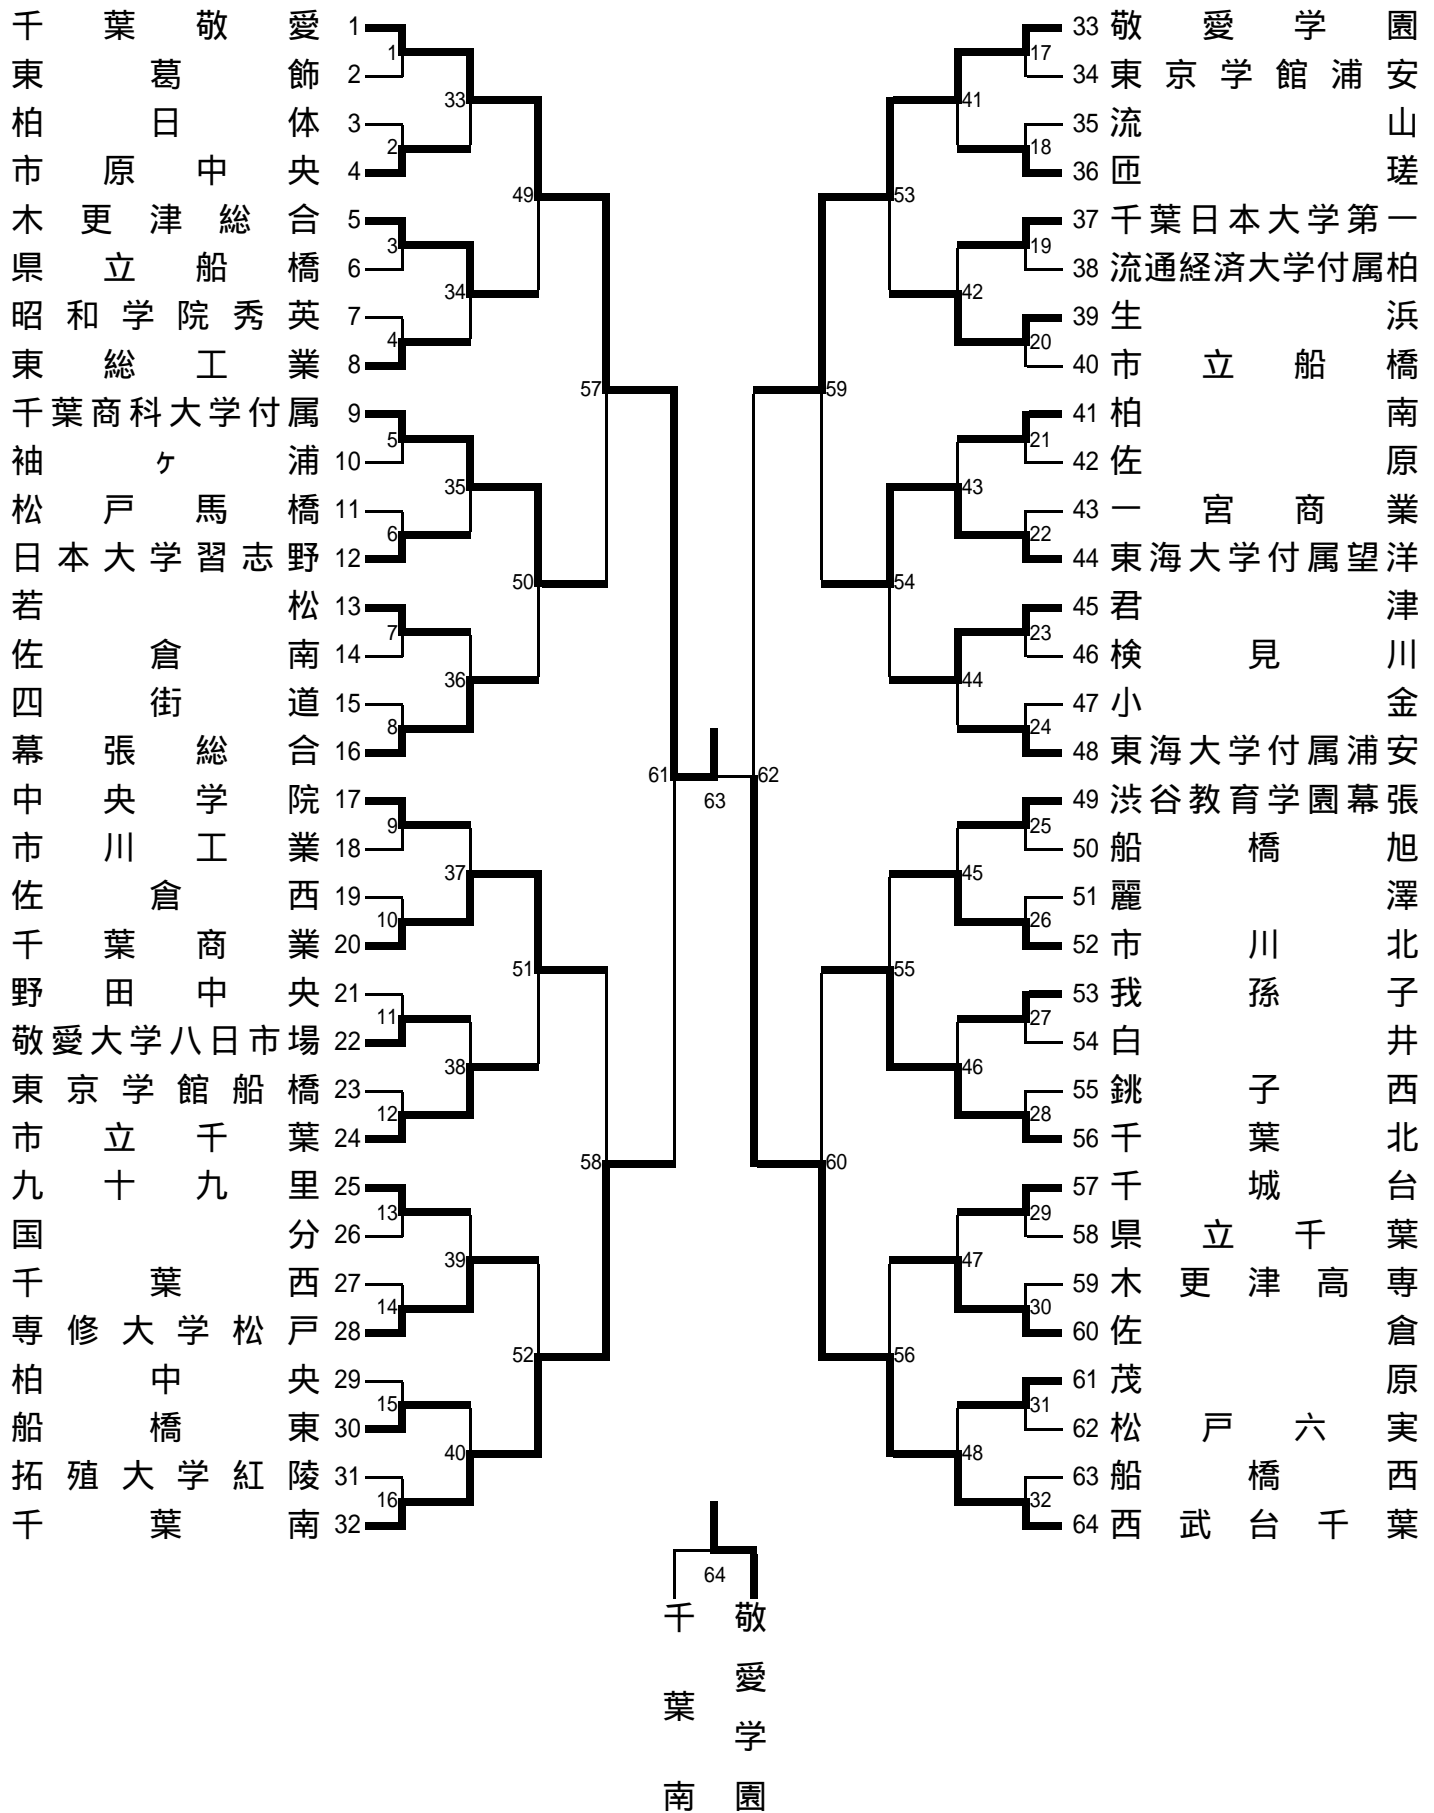 千葉敬愛 1
東葛飾 2
柏日体 3
市原中央 4
木更津総合 5
県立船橋 6
昭和学院秀英 7
東総工業 8
千葉商科大学付属 9
袖ヶ浦 10
松戸馬橋 11
日本大学習志野 12
若松 13
佐倉南 14
四街道 15
幕張総合 16
中央学院 17
市川工業 18
佐倉西 19
千葉商業 20
野田中央 21
敬愛大学八日市場 22
東京学館船橋 23
市立千葉 24
九十九里 25
国分 26
千葉西 27
専修大学松戸 28
柏中央 29
船橋東 30
拓殖大学紅陵 31
千葉南 32
1
2
3
4
5
6
7
8
9
10
11
12
13
14
15
16
33
34
35
36
37
38
39
40
49
50
51
52
57
58
61
63
62
59
60
53
54
55
56
41
42
43
44
45
46
47
48
17
18
19
20
21
22
23
24
25
26
27
28
29
30
31
32
33 敬愛学園
34 東京学館浦安
35 流山
36 匝瑳
37 千葉日本大学第一
38 流通経済大学付属柏
39 生浜
40 市立船橋
41 柏南
42 佐原
43 一宮商業
44 東海大学付属望洋
45 君津
46 検見川
47 小金
48 東海大学付属浦安
49 渋谷教育学園幕張
50 船橋旭
51 麗澤
52 市川北
53 我孫子
54 白井
55 銚子西
56 千葉北
57 千城台
58 県立千葉
59 木更津高専
60 佐倉
61 茂原
62 松戸六実
63 船橋西
64 西武台千葉
64
千葉南
敬愛学園